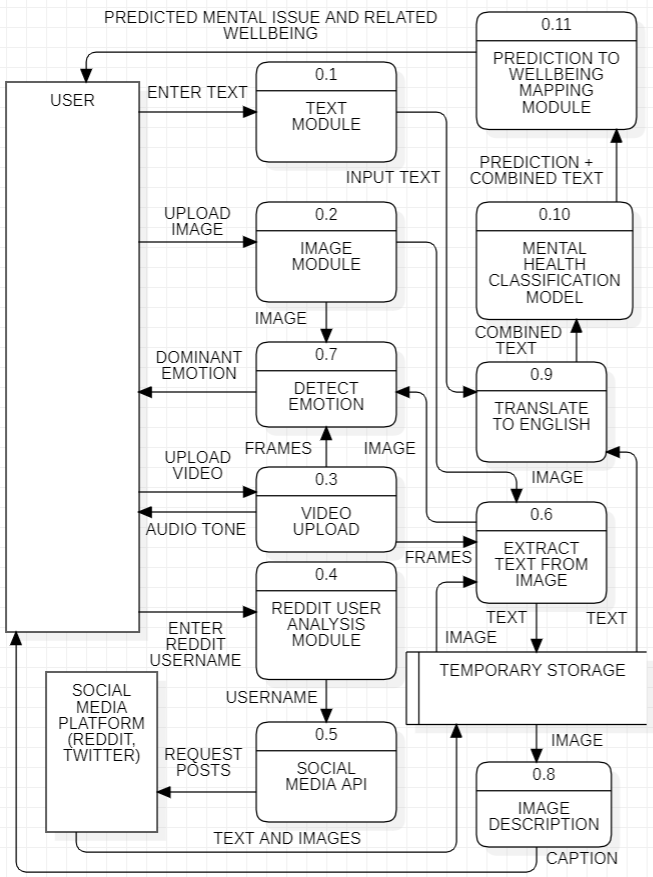 PREDICTED MENTAL ISSUE AND RELATED
WELLBEING
0.11
PREDICTION TO
WELLBEING
MAPPING
MODULE
USER
ENTER TEXT
0.1
TEXT
MODULE
INPUT TEXT
PREDICTION +
COMBINED TEXT
UPLOAD
IMAGE
0.2
IMAGE
MODULE
0.10
MENTAL
HEALTH
CLASSIFICATION
MODEL
IMAGE
COMBINED
TEXT
DOMINANT
EMOTION
0.7
DETECT
EMOTION
0.9
TRANSLATE
TO ENGLISH
FRAMES
IMAGE
UPLOAD
VIDEO
0.3
VIDEO
UPLOAD
IMAGE
AUDIO TONE
0.6
EXTRACT
TEXT FROM
IMAGE
FRAMES
0.4
REDDIT USER
ANALYSIS
MODULE
ENTER
REDDIT
USERNAME
TEXT
TEXT
IMAGE
TEMPORARY STORAGE
SOCIAL
MEDIA
PLATFORM
(REDDIT,
TWITTER)
USERNAME
0.5
SOCIAL
MEDIA API
REQUEST
POSTS
IMAGE
0.8
IMAGE
DESCRIPTION
TEXT AND IMAGES
CAPTION